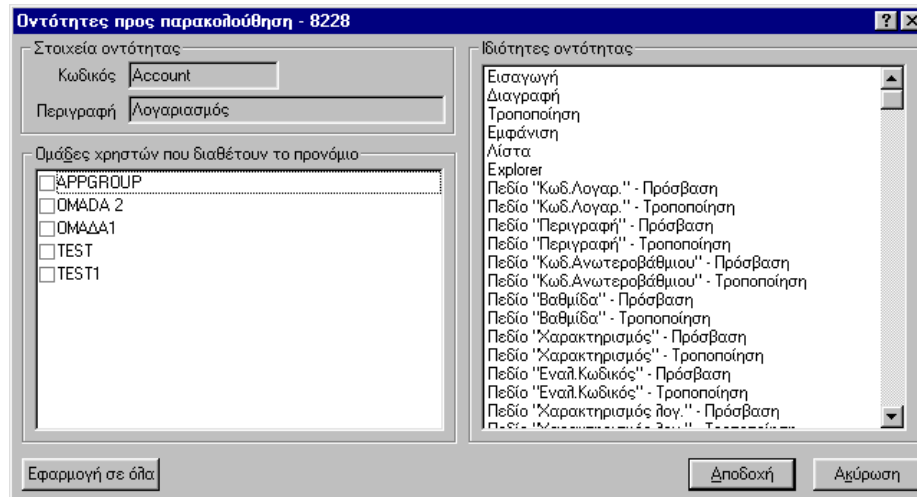 Οντότητες προς παρακολούθηση - 8228
Στοιχεία οντότητας
Κωδικός Account
Περιγραφή Λογαριασμός
Ομάδες χρηστών που διαθέτουν το προνόμιο
APPGROUP
OMADA 2
ΟΜΑΔΑ1
TEST
TEST1
Ιδιότητες οντότητας
Εισαγωγή
Διαγραφή
Τροποποίηση
Εμφάνιση
Λίστα
Explorer
Πεδίο "Κωδ.Λογαρ." - Πρόσβαση
Πεδίο "Κωδ.Λογαρ." - Τροποποίηση
Πεδίο "Περιγραφή" - Πρόσβαση
Πεδίο "Περιγραφή" - Τροποποίηση
Πεδίο "Κωδ.Ανωτεροβάθμιου" - Πρόσβαση
Πεδίο "Κωδ.Ανωτεροβάθμιου" - Τροποποίηση
Πεδίο "Βαθμίδα" - Πρόσβαση
Πεδίο "Βαθμίδα" - Τροποποίηση
Πεδίο "Χαρακτηρισμός" - Πρόσβαση
Πεδίο "Χαρακτηρισμός" - Τροποποίηση
Πεδίο "Εναλ.Κωδικός" - Πρόσβαση
Πεδίο "Εναλ.Κωδικός" - Τροποποίηση
Πεδίο "Χαρακτηρισμός λογ." - Πρόσβαση
Εφαρμογή σε όλα
Αποδοχή
Ακύρωση